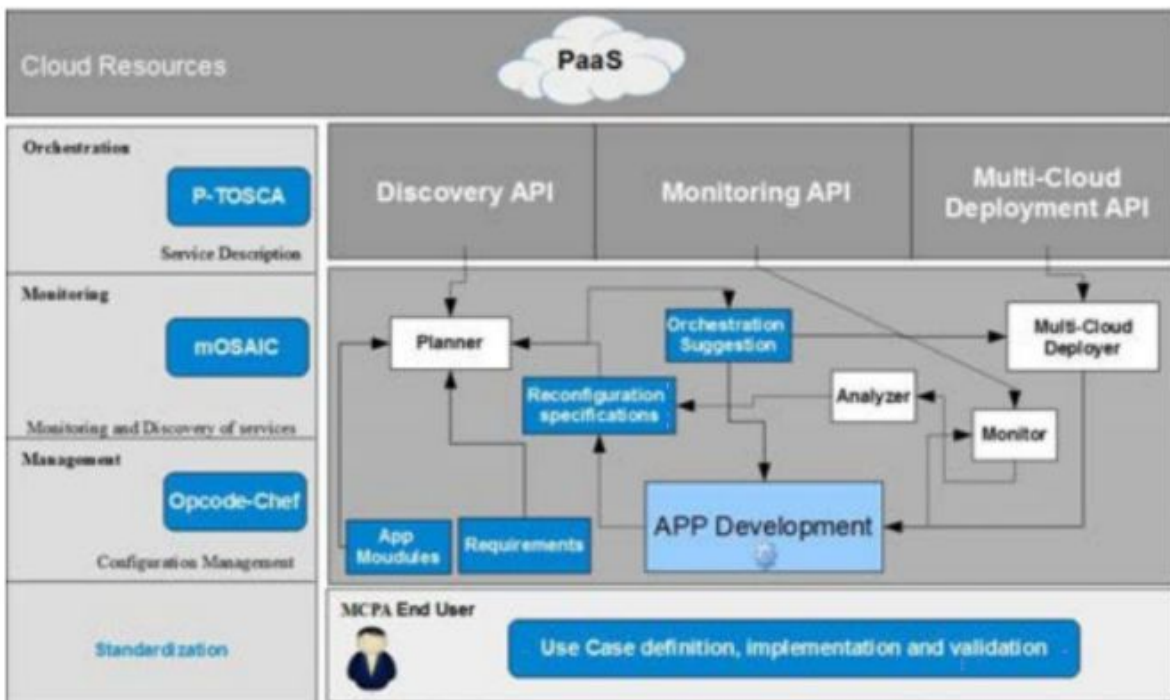 Cloud Resources
PaaS
Orchestration
P-TOSCA
Service Description
Monitoring
mOSAIC
Monitoring and Discovery of services
Management
Opcode-Chef
Configuration Management
Standardization
Discovery API
Monitoring API
Multi-Cloud
Deployment API
Planner
Orchestration
Suggestion
Multi-Cloud
Deployer
Reconfiguration
specifications
Analyzer
Monitor
App
Moudules
Requirements
APP Development
MCPA End User
Use Case definition, implementation and validation